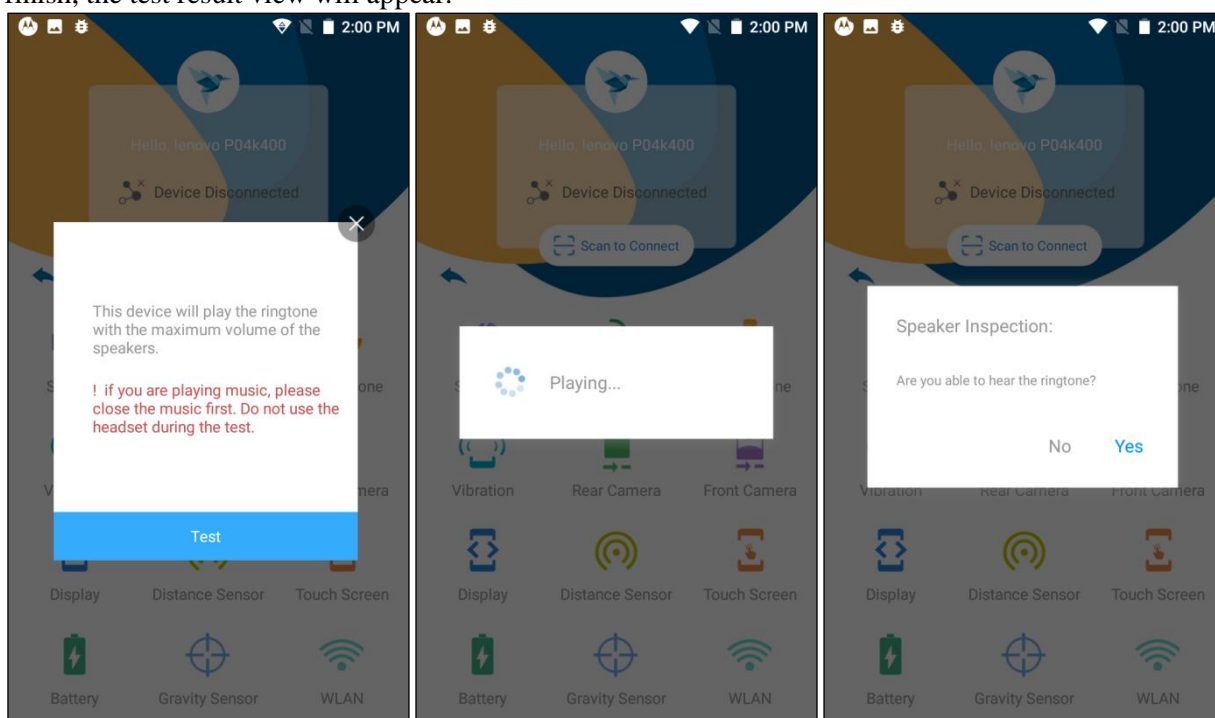 finish, the test result view will appear.
2:00 PM
Hello, lenovo P04k400
Device Disconnected
This device will play the ringtone
with the maximum volume of the
speakers.
! if you are playing music, please
close the music first. Do not use the
headset during the test.
Test
Display
Distance Sensor
Touch Screen
Battery
Gravity Sensor
WLAN
2:00 PM
Hello, lenovo P04k400
Device Disconnected
Scan to Connect
Playing...
Vibration
Rear Camera
Front Camera
Display
Distance Sensor
Touch Screen
Battery
Gravity Sensor
WLAN
2:00 PM
Hello, lenovo P04k400
Device Disconnected
Scan to Connect
Speaker Inspection:
Are you able to hear the ringtone?
No
Yes
Vibration
Rear Camera
Front Camera
Display
Distance Sensor
Touch Screen
Battery
Gravity Sensor
WLAN